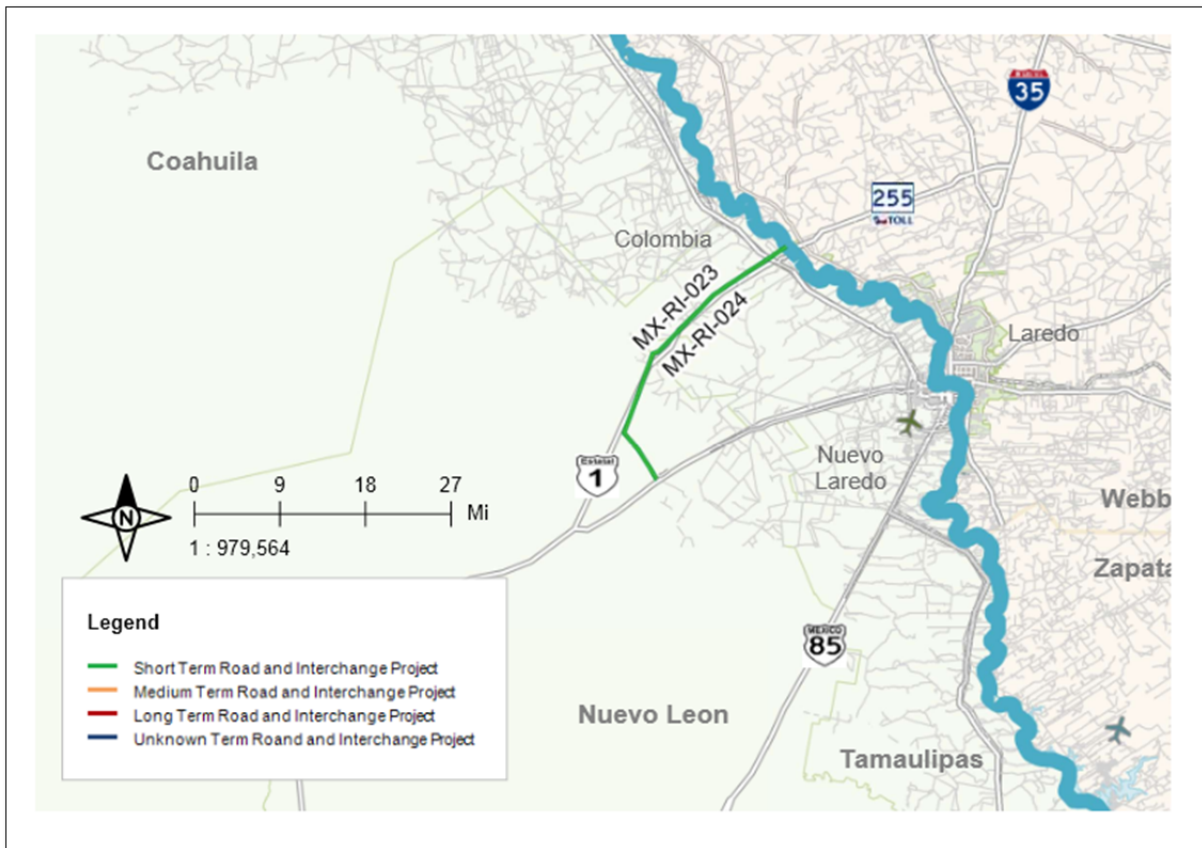 35
Coahuila
255
TOLL
Colombia
MX-RI-023
MX-RI-024
Laredo
Estatal
1
Nuevo
Laredo
0 9 18 27
Mi
N
1 : 979,564
Webb
Zapata
Legend
Short Term Road and Interchange Project
Medium Term Road and Interchange Project
Long Term Road and Interchange Project
Unknown Term Roand and Interchange Project
MEXICO
85
Nuevo Leon
Tamaulipas